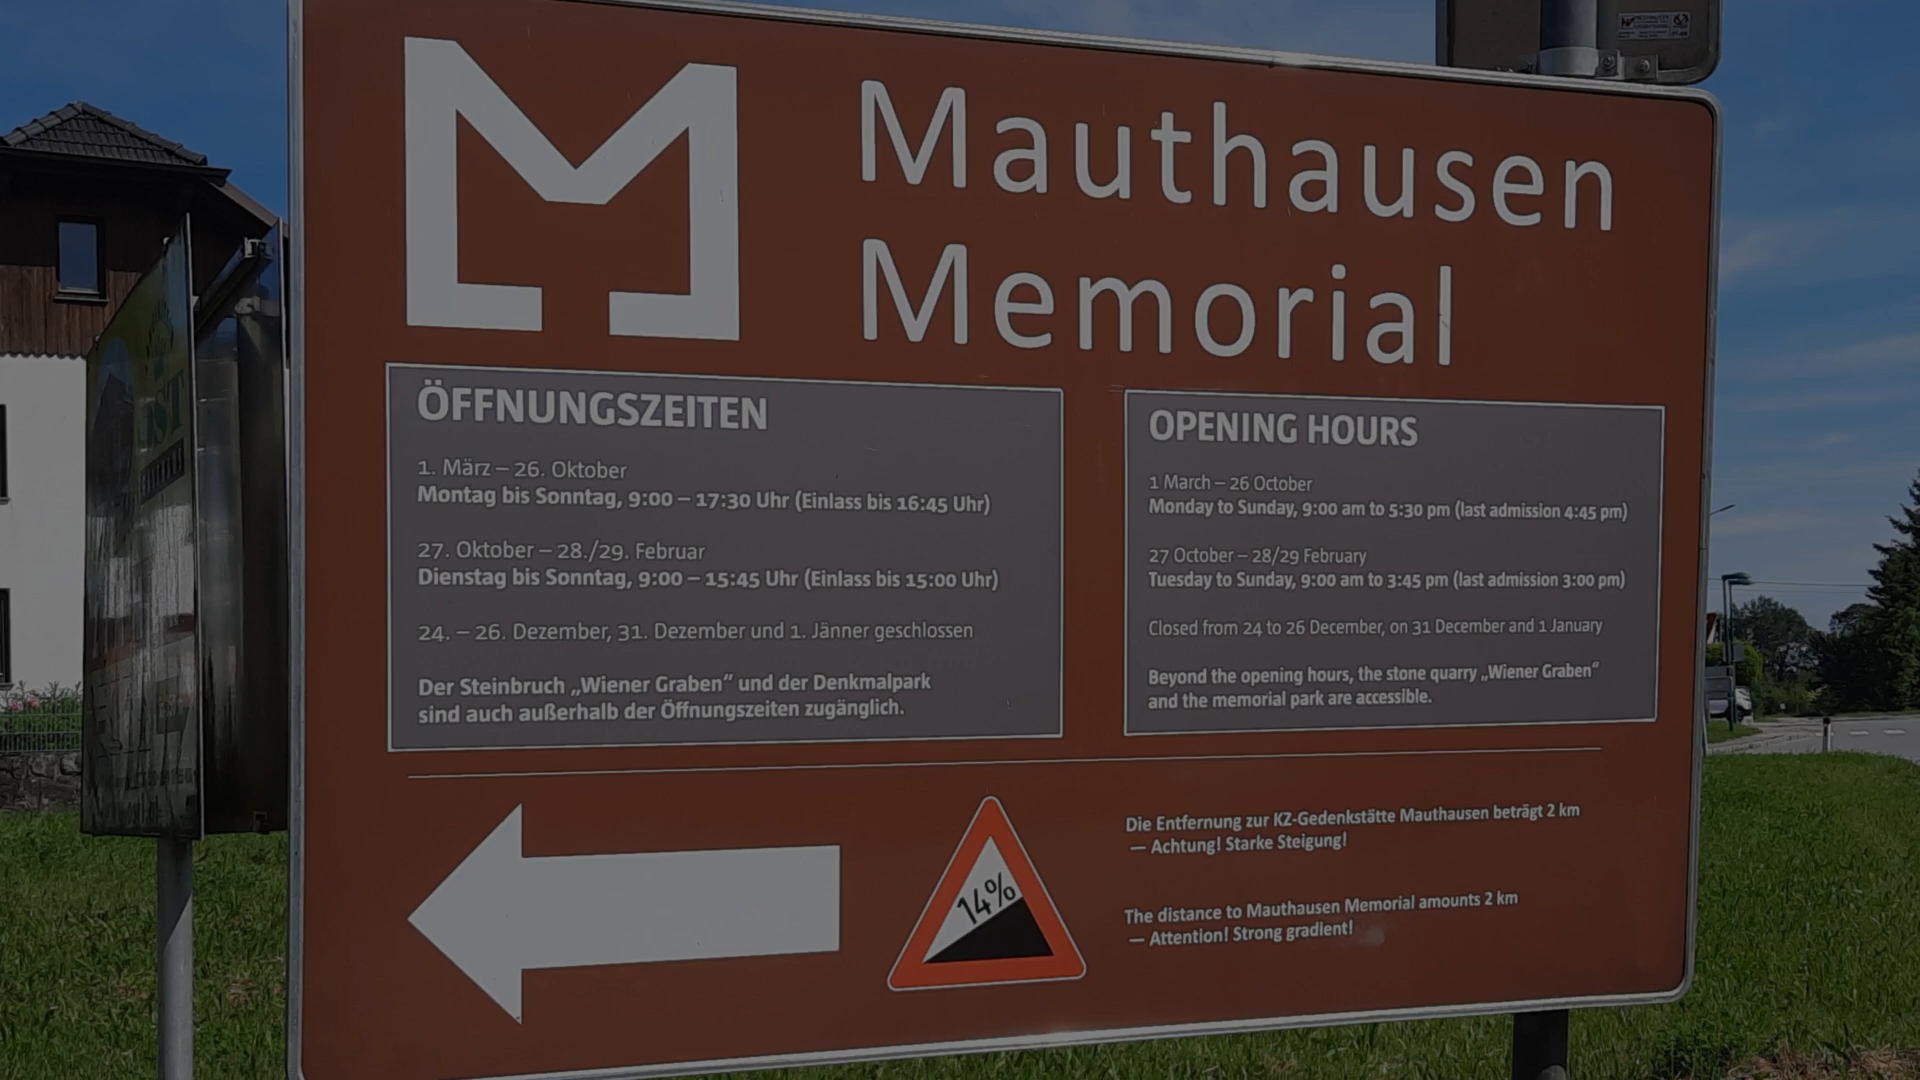 Mauthausen
Memorial
ÖFFNUNGSZEITEN
1. März – 26. Oktober
Montag bis Sonntag, 9:00 – 17:30 Uhr (Einlass bis 16:45 Uhr)
27. Oktober – 28./29. Februar
Dienstag bis Sonntag, 9:00 – 15:45 Uhr (Einlass bis 15:00 Uhr)
24. – 26. Dezember, 31. Dezember und 1. Jänner geschlossen
Der Steinbruch „Wiener Graben“ und der Denkmalpark
sind auch außerhalb der Öffnungszeiten zugänglich.
OPENING HOURS
1 March – 26 October
Monday to Sunday, 9:00 am to 5:30 pm (last admission 4:45 pm)
27 October – 28/29 February
Tuesday to Sunday, 9:00 am to 3:45 pm (last admission 3:00 pm)
Closed from 24 to 26 December, on 31 December and 1 January
Beyond the opening hours, the stone quarry „Wiener Graben“
and the memorial park are accessible.
14%
Die Entfernung zur KZ-Gedenkstätte Mauthausen beträgt 2 km
— Achtung! Starke Steigung!
The distance to Mauthausen Memorial amounts 2 km
— Attention! Strong gradient!